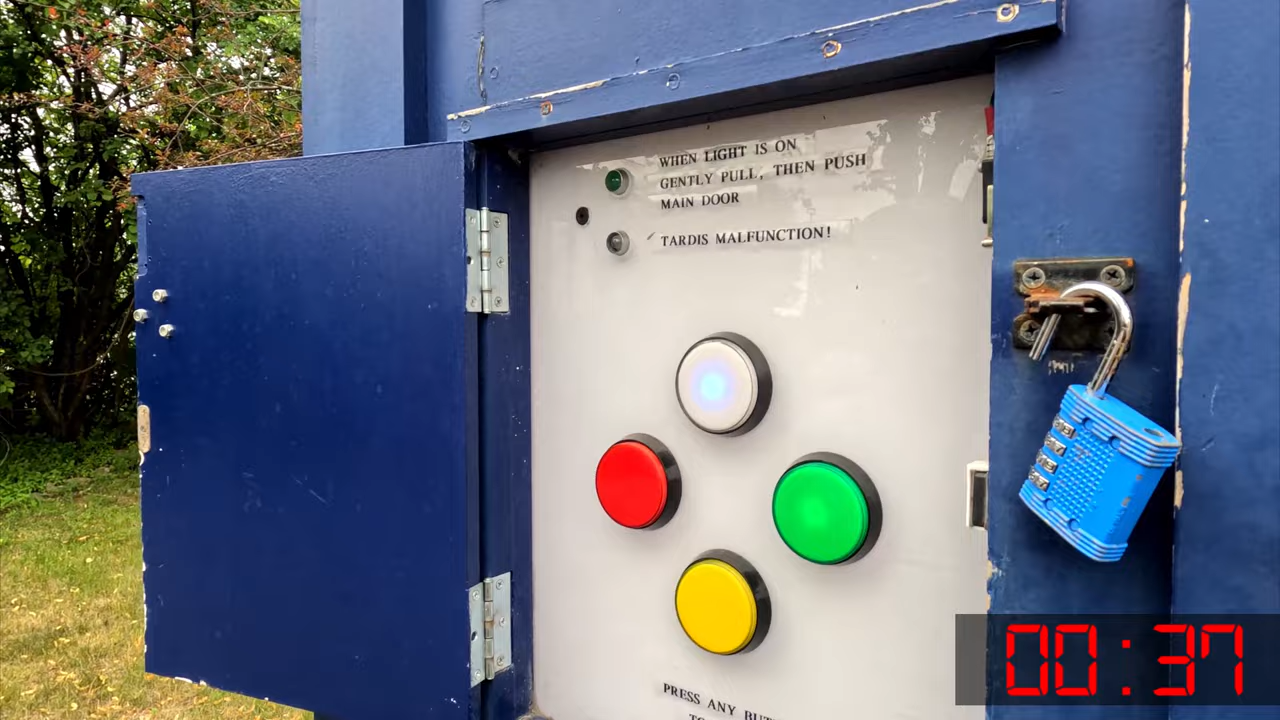 WHEN LIGHT IS ON
GENTLY PULL, THEN PUSH
MAIN DOOR
TARDIS MALFUNCTION!
PRESS ANY
00:37